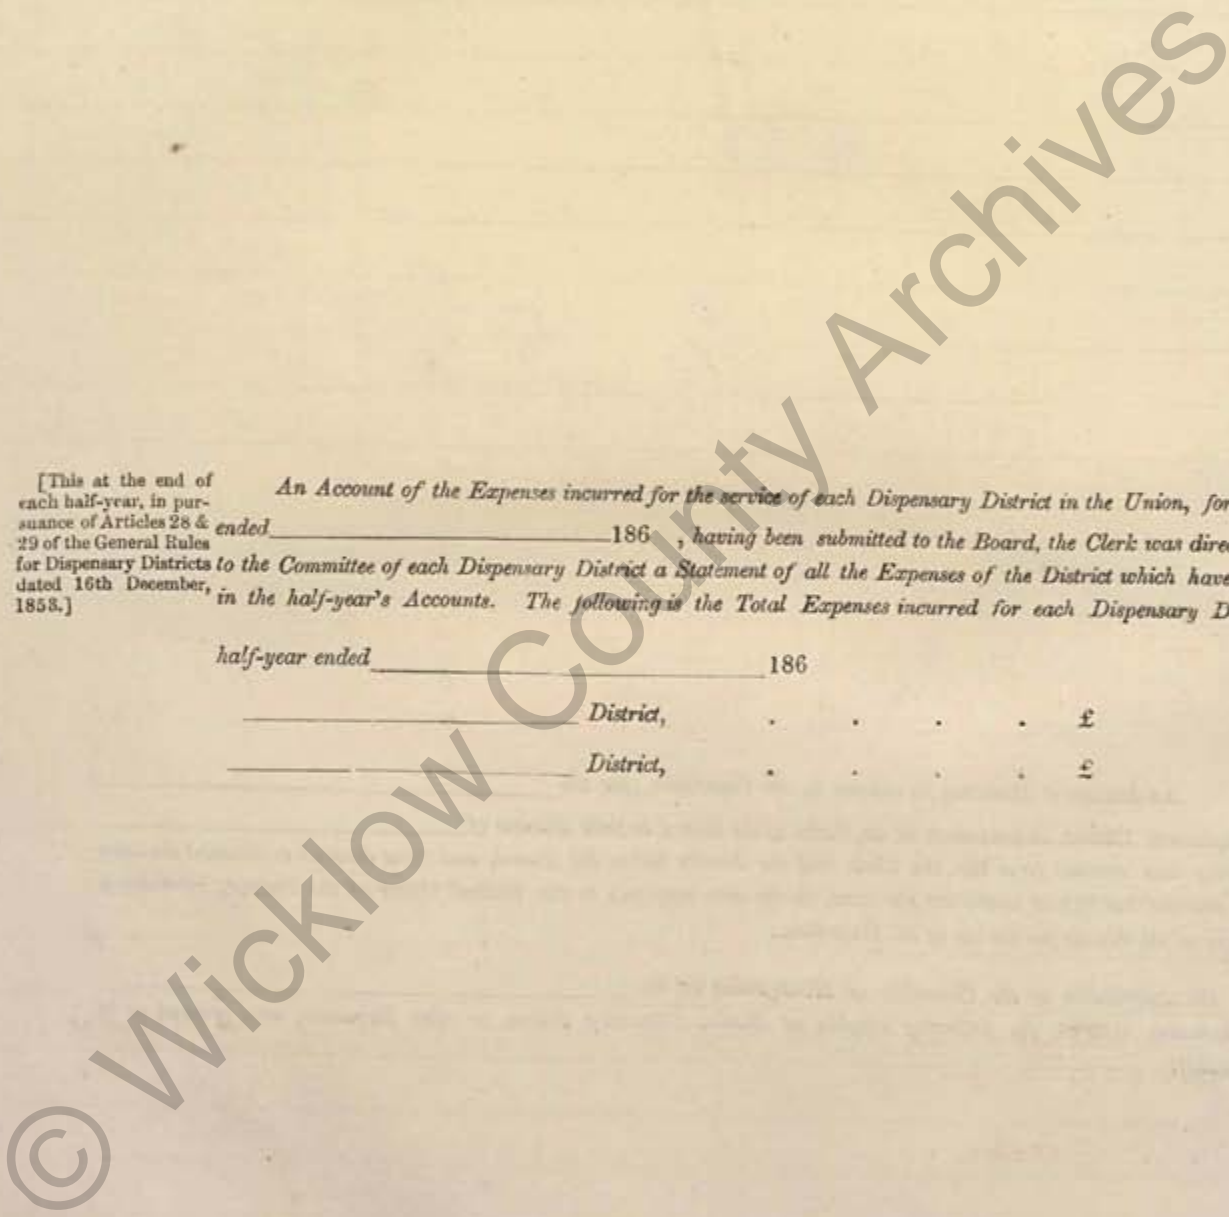 [This at the end of
each half-year, in pur-
suance of Articles 28 &
29 of the General Rules
for Dispensary Districts
dated 16th December,
1853.]
An Account of the Expenses incurred for the service of each Dispensary District in the Union, for
ended 186 , having been submitted to the Board, the Clerk was dire
to the Committee of each Dispensary District a Statement of all the Expenses of the District which have
in the half-year's Accounts. The following is the Total Expenses incurred for each Dispensary D
half-year ended 186
District, . . . . £
District, . . . . £
© Wicklow County Archives